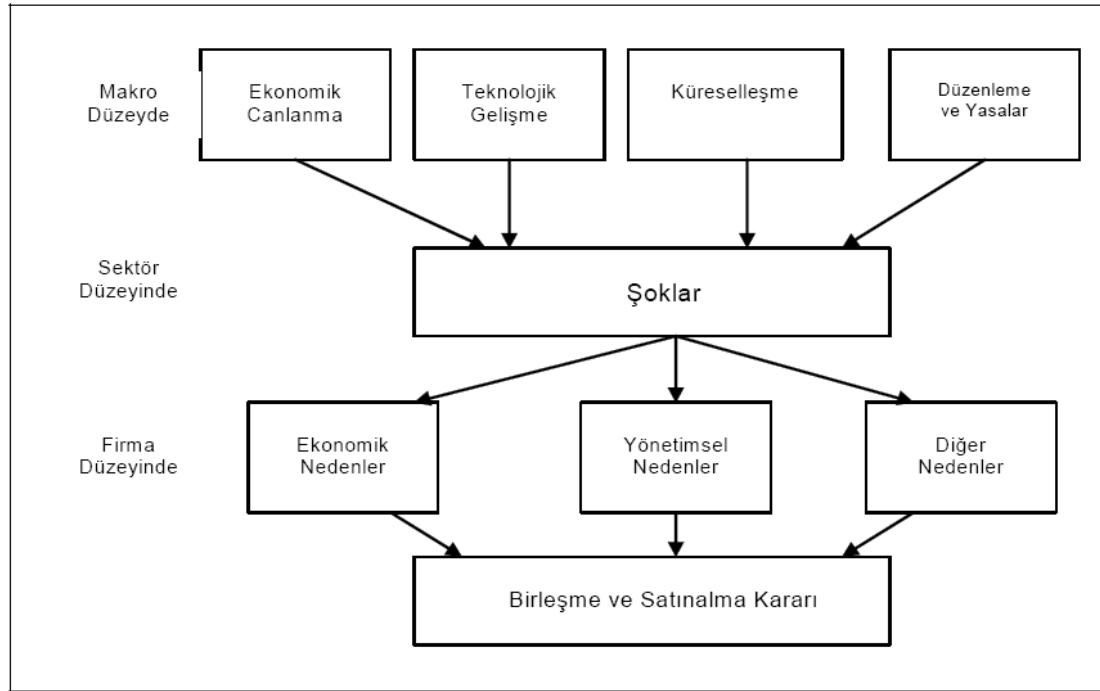 Makro
Düzeyde
Ekonomik
Canlanma
Teknolojik
Gelişme
Küreselleşme
Düzenleme
ve Yasalar
Sektör
Düzeyinde
Şoklar
Firma
Düzeyinde
Ekonomik
Nedenler
Yönetimsel
Nedenler
Diğer
Nedenler
Birleşme ve Satınalma Kararı